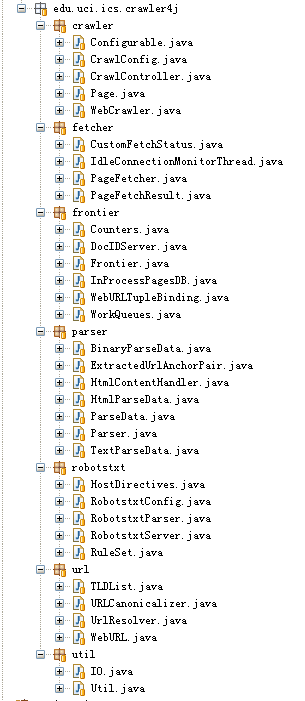 edu.uci.ics.crawler4j
crawler
Configurable.java
CrawlConfig.java
CrawlController.java
Page.java
WebCrawler.java
fetcher
CustomFetchStatus.java
IdleConnectionMonitorThread.java
PageFetcher.java
PageFetchResult.java
frontier
Counters.java
DocIDServer.java
Frontier.java
InProcessPagesDB.java
WebURLTupleBinding.java
WorkQueues.java
parser
BinaryParseData.java
ExtractedUrlAnchorPair.java
HtmlContentHandler.java
HtmlParseData.java
ParseData.java
Parser.java
TextParseData.java
robotstxt
HostDirectives.java
RobotstxtConfig.java
RobotstxtParser.java
RobotstxtServer.java
RuleSet.java
url
TLDList.java
URLCanonicalizer.java
UrlResolver.java
WebURL.java
util
IO.java
Util.java